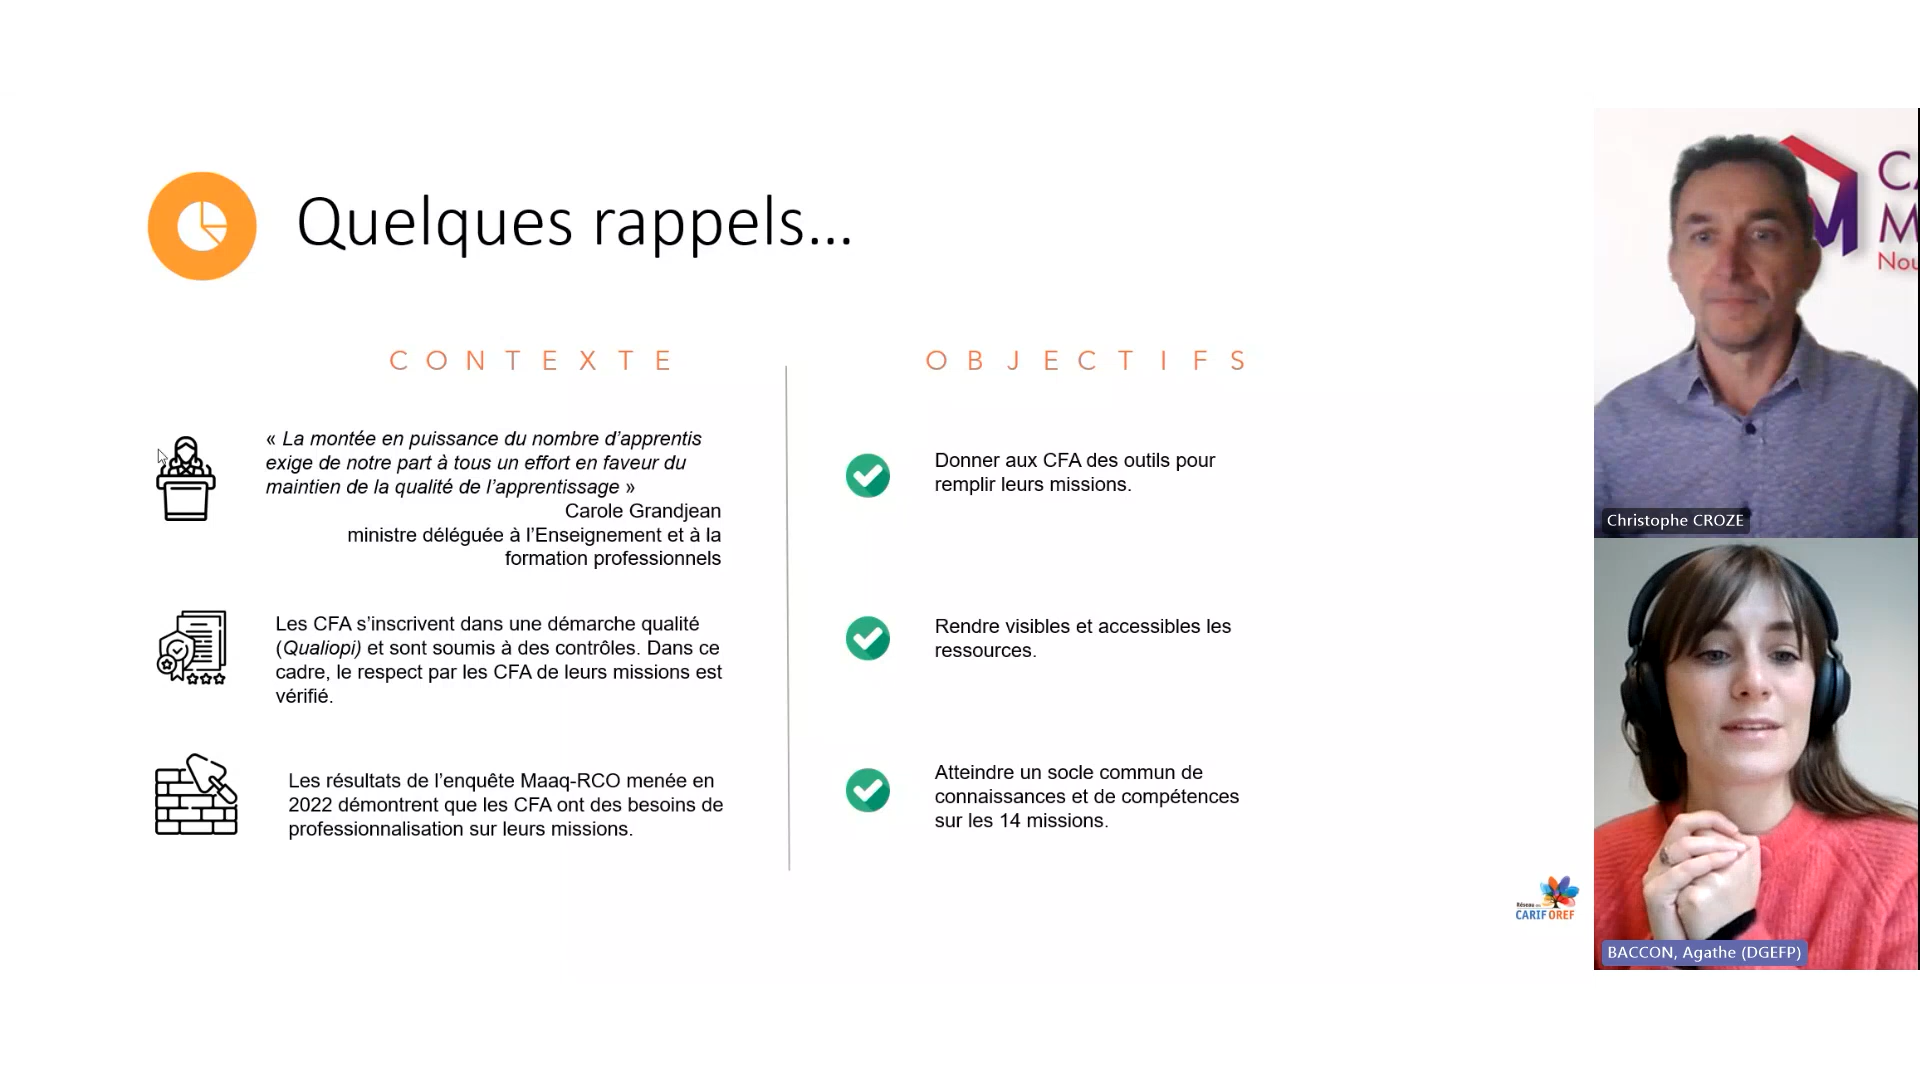 Quelques rappels...
CONTEXTE
« La montée en puissance du nombre d’apprentis
exige de notre part à tous un effort en faveur du
maintien de la qualité de l’apprentissage »
Carole Grandjean
ministre déléguée à l’Enseignement et à la
formation professionnels
Les CFA s’inscrivent dans une démarche qualité
(Qualiopi) et sont soumis à des contrôles. Dans ce
cadre, le respect par les CFA de leurs missions est
vérifié.
Les résultats de l’enquête Maaq-RCO menée en
2022 démontrent que les CFA ont des besoins de
professionnalisation sur leurs missions.
OBJECTIFS
Donner aux CFA des outils pour
remplir leurs missions.
Rendre visibles et accessibles les
ressources.
Atteindre un socle commun de
connaissances et de compétences
sur les 14 missions.
Réseau des
CARIF OREF
Christophe CROZE
BACCON, Agathe (DGEFP)